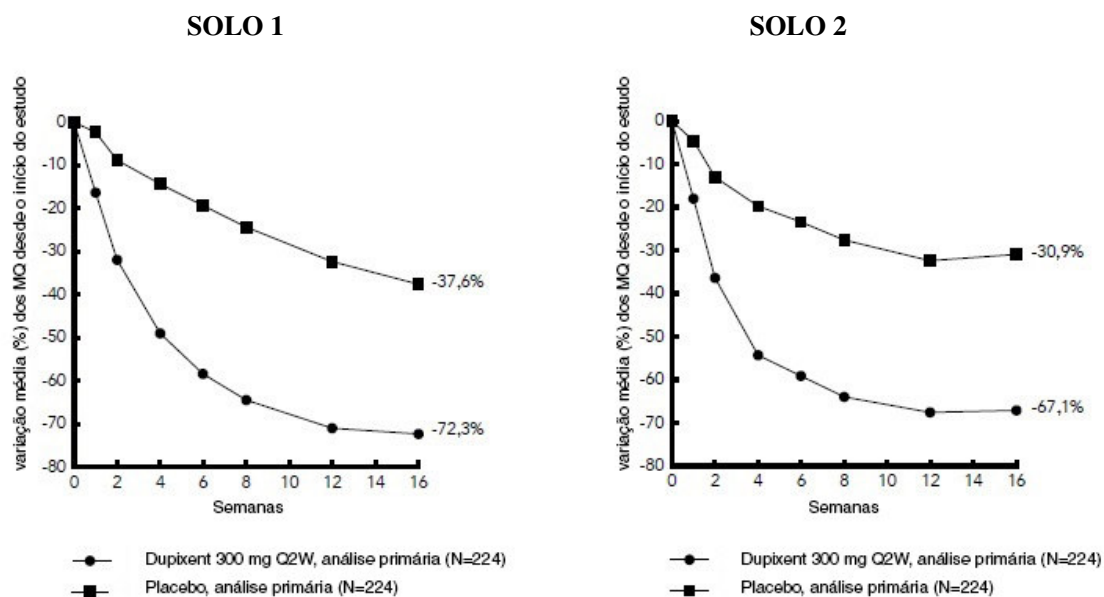 SOLO 1
variação média (%) dos MQ desde o início do estudo
0
-10
-20
-30
-40
-50
-60
-70
-80
-37,6%
-72,3%
0 2 4 6 8 10 12 14 16
Semanas
Dupixent 300 mg Q2W, análise primária (N=224)
Placebo, análise primária (N=224)
SOLO 2
variação média (%) dos MQ desde o início do estudo
0
-10
-20
-30
-40
-50
-60
-70
-80
-30,9%
-67,1%
0 2 4 6 8 10 12 14 16
Semanas
Dupixent 300 mg Q2W, análise primária (N=224)
Placebo, análise primária (N=224)